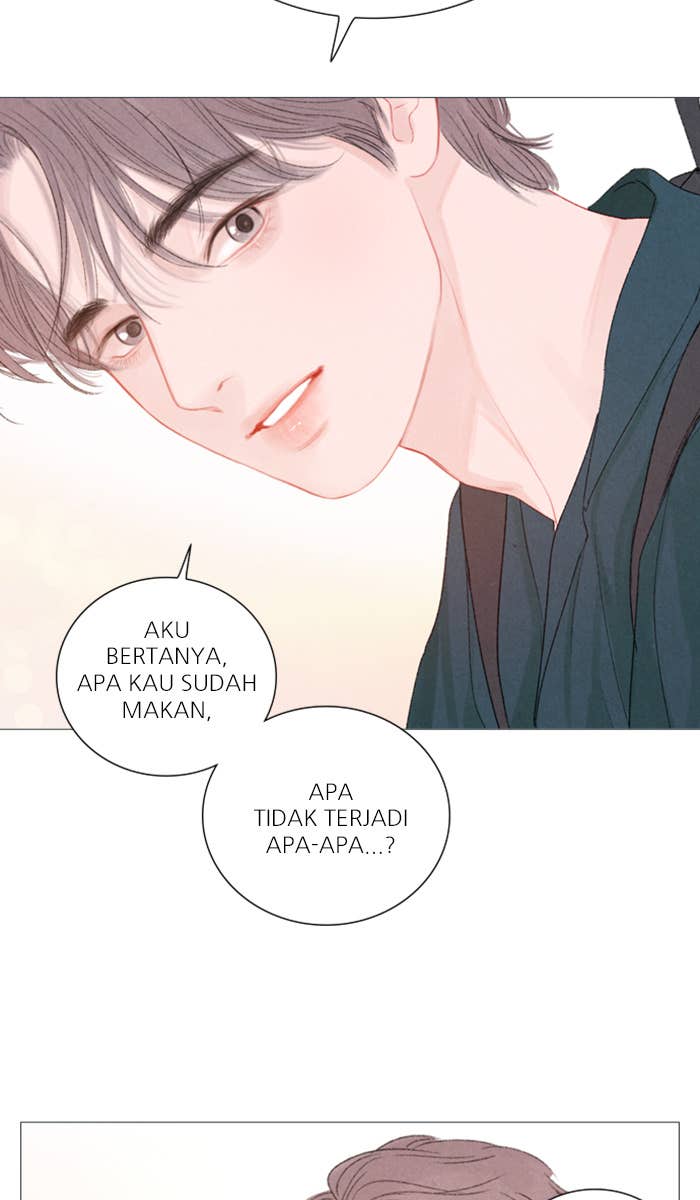 AKU
BERTANYA,
APA KAU SUDAH
MAKAN,
APA
TIDAK TERJADI
APA-APA...?